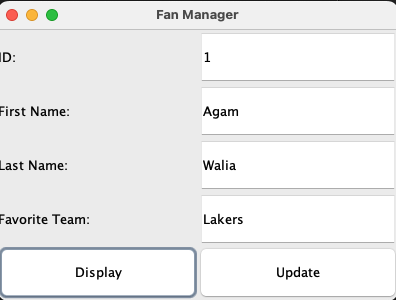 Fan Manager
ID: 1
First Name: Agam
Last Name: Walia
Favorite Team: Lakers
Display Update